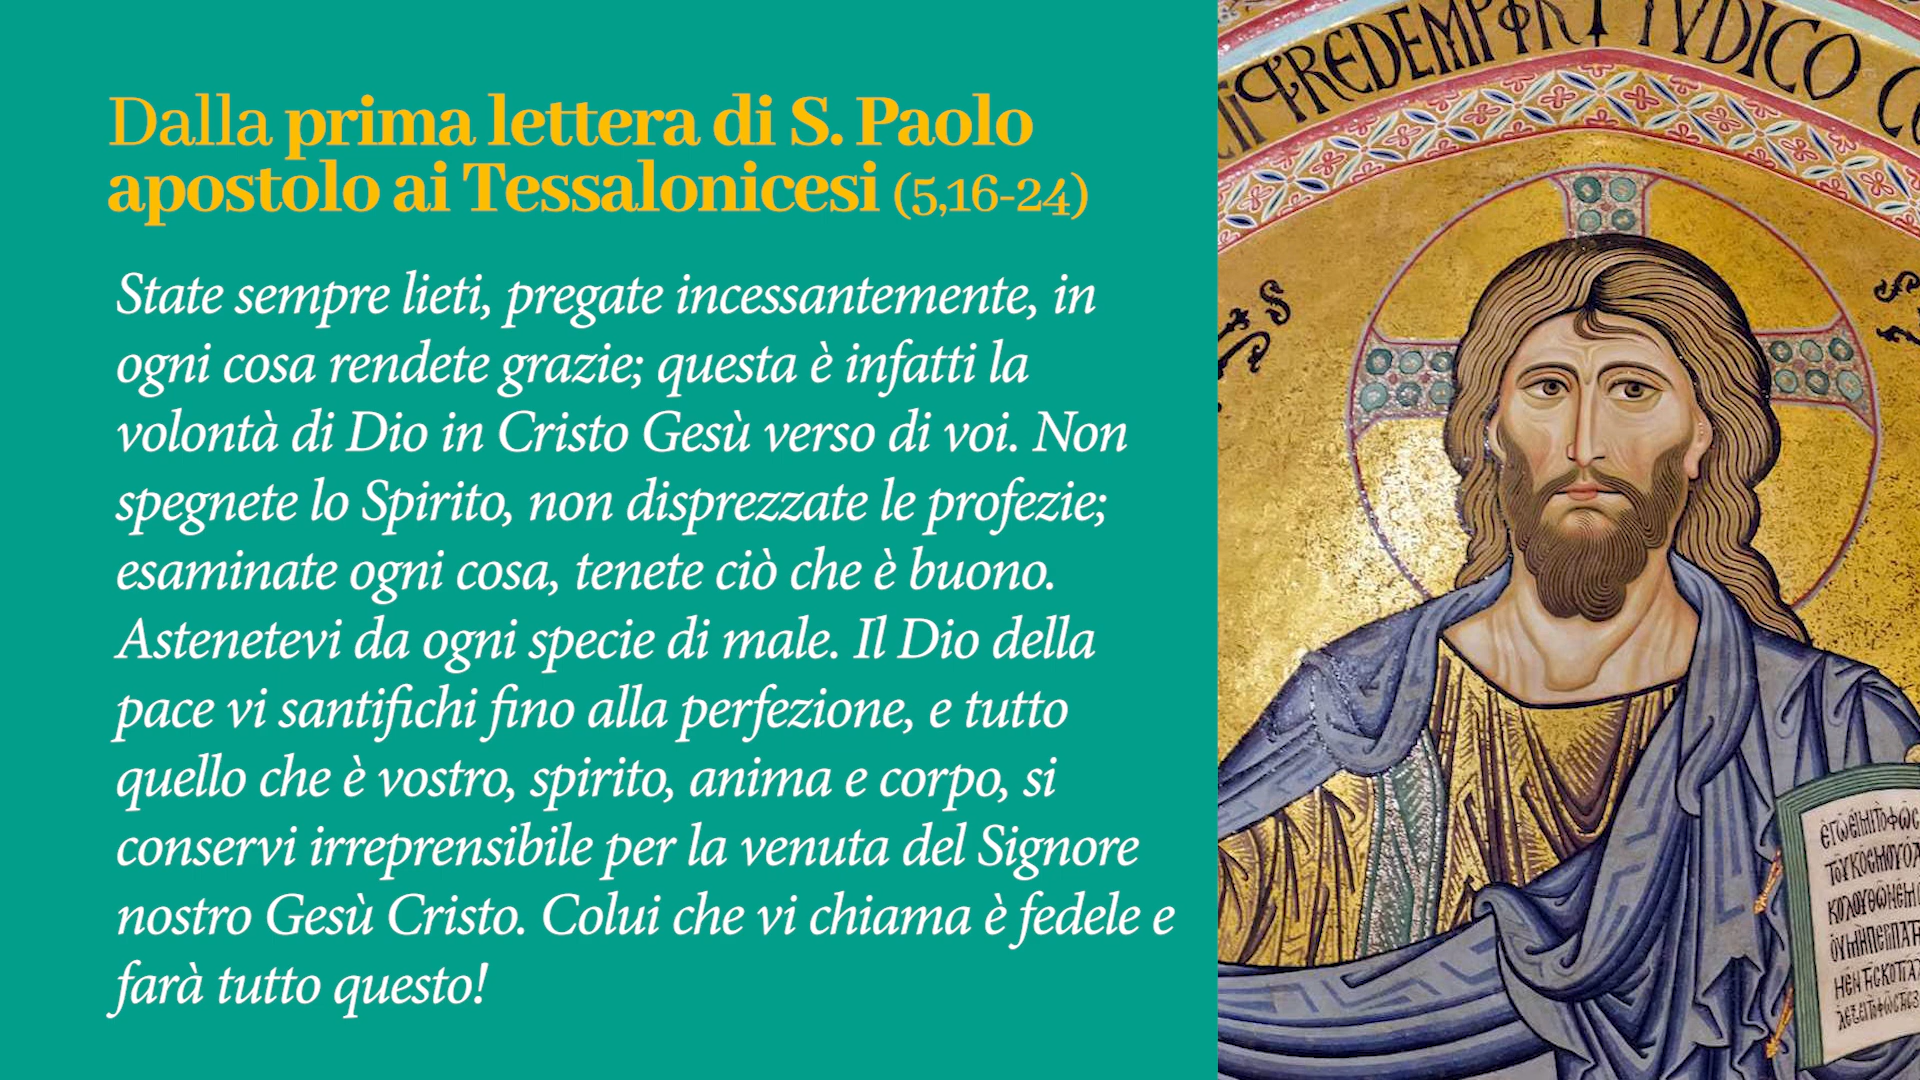 Dalla prima lettera di S. Paolo
apostolo ai Tessalonicesi (5,16-24)
State sempre lieti, pregate incessantemente, in
ogni cosa rendete grazie; questa è infatti la
volontà di Dio in Cristo Gesù verso di voi. Non
spegnete lo Spirito, non disprezzate le profezie;
esaminate ogni cosa, tenete ciò che è buono.
Astenetevi da ogni specie di male. Il Dio della
pace vi santifichi fino alla perfezione, e tutto
quello che è vostro, spirito, anima e corpo, si
conservi irreprensibile per la venuta del Signore
nostro Gesù Cristo. Colui che vi chiama è fedele e
farà tutto questo!
IVDICO